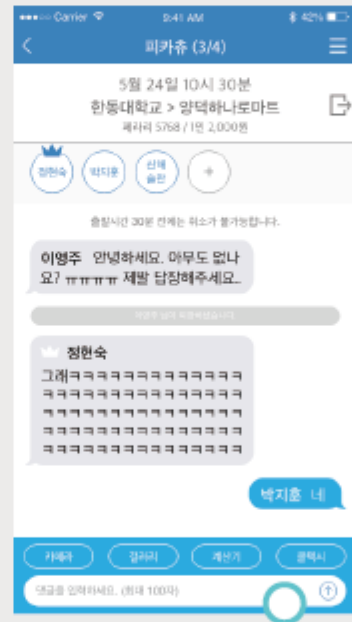 Carrier 9:41 AM 42%
피카츄 (3/4)
5월 24일 10시 30분
한동대학교 > 양덕하나로마트
페라리 5768 / 1인 2,000원
정현숙 박지훈 +
출발시간 30분 전에는 취소가 불가능합니다.
이영주 안녕하세요. 아무도 없나
요? ㅠㅠㅠㅠ 제발 답장해주세요..
정현숙
그래ㅋㅋㅋㅋㅋㅋㅋㅋㅋㅋㅋㅋㅋ
ㅋㅋㅋㅋㅋㅋㅋㅋㅋㅋㅋㅋㅋㅋㅋ
ㅋㅋㅋㅋㅋㅋㅋㅋㅋㅋㅋㅋㅋㅋㅋ
ㅋㅋㅋㅋㅋㅋㅋㅋㅋㅋㅋㅋㅋㅋㅋ
ㅋㅋㅋㅋㅋㅋㅋㅋㅋㅋㅋㅋㅋㅋㅋ
박지훈 네
카메라 갤러리 계산기 콜택시
댓글을 입력하세요. (최대 100자)